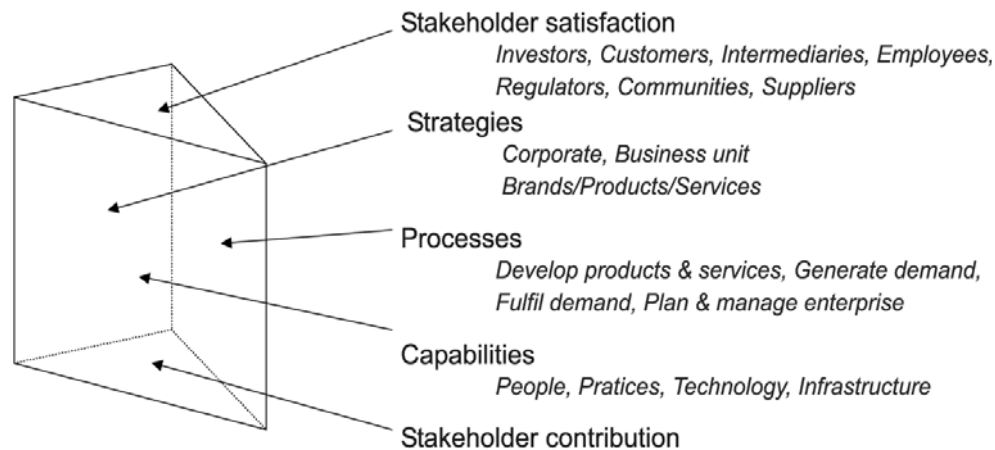 Stakeholder satisfaction
Investors, Customers, Intermediaries, Employees,
Regulators, Communities, Suppliers
Strategies
Corporate, Business unit
Brands/Products/Services
Processes
Develop products & services, Generate demand,
Fulfil demand, Plan & manage enterprise
Capabilities
People, Pratices, Technology, Infrastructure
Stakeholder contribution